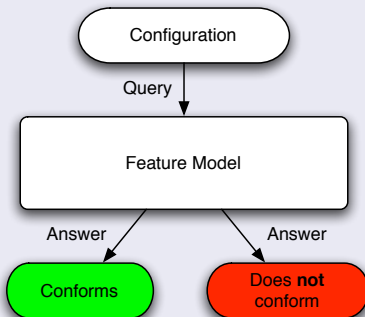 Configuration
Query
Feature Model
Answer
Answer
Conforms
Does not
conform